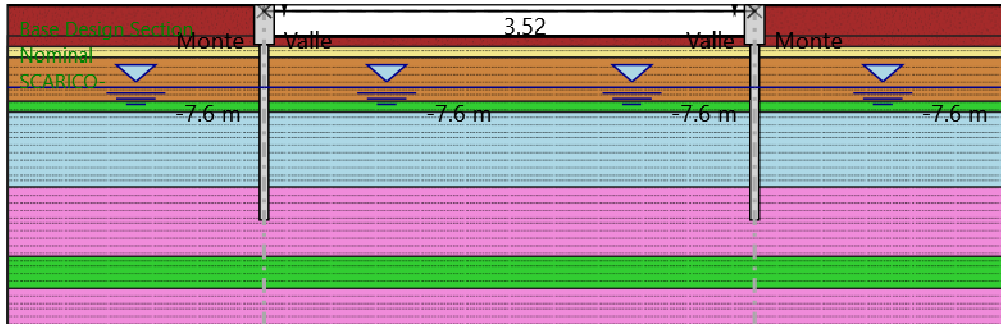 Base Design Section
3.52
Monte Valle Valle Monte
Nominal
SCARICO-
-7.6 m -7.6 m -7.6 m -7.6 m